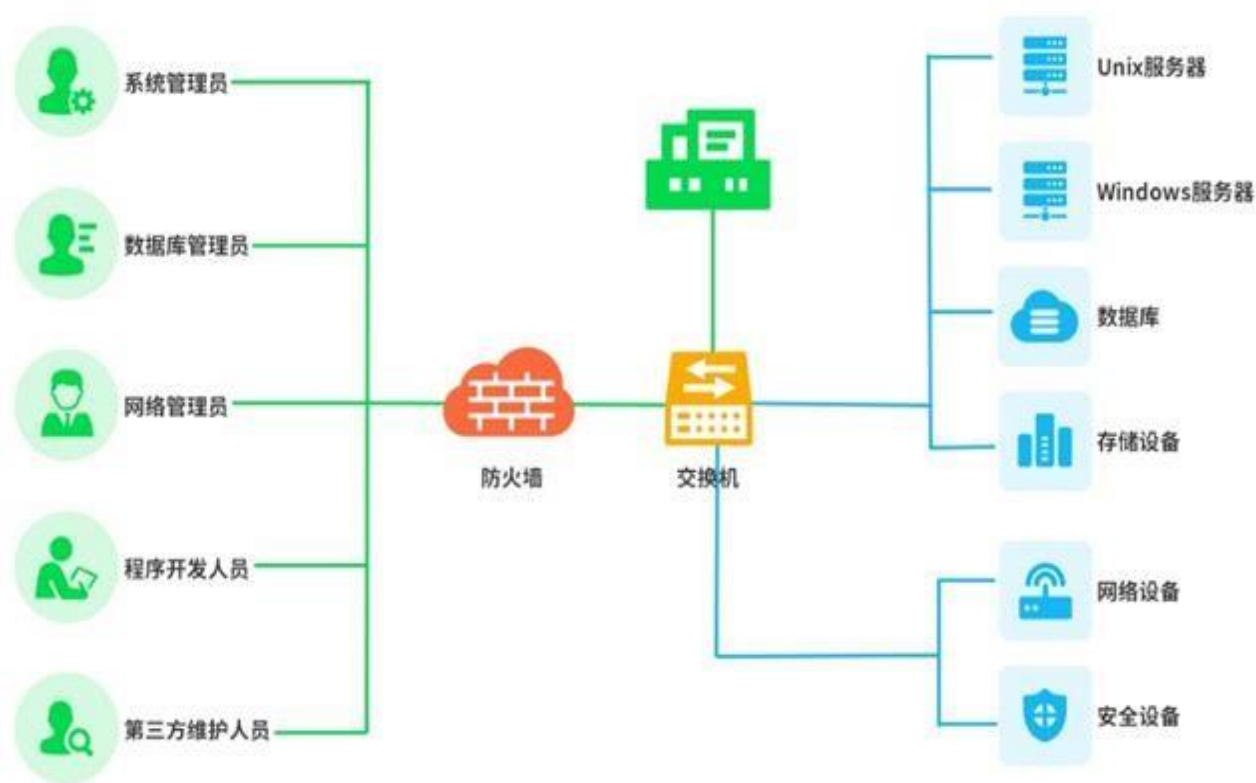 系统管理员
数据库管理员
网络管理员
程序开发人员
第三方维护人员
防火墙
交换机
Unix服务器
Windows服务器
数据库
存储设备
网络设备
安全设备